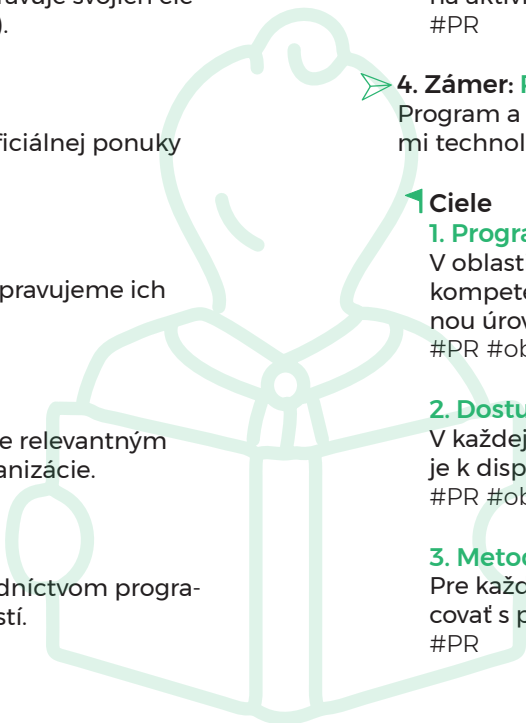 ).
ficiálnej ponuky
pravujeme ich
e relevantným
anizácie.
dníctvom progra-
stí.
#PR
4. Zámer:
Program a
mi technol
Ciele
1. Progra
V oblast
kompete
nou úrov
#PR #ob
2. Dostu
V každej
je k disp
#PR #ob
3. Metod
Pre každ
covať s p
#PR